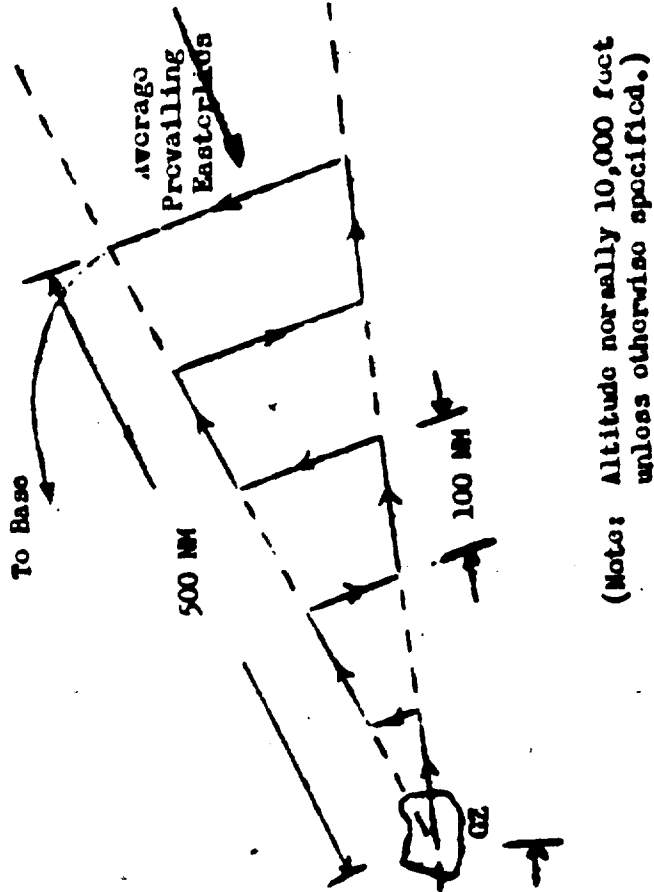 To Base
500 NM
Average
Prevailing
Easterlies
100 NM
GZ
(Note: Altitude normally 10,000 feet
unless otherwise specified.)